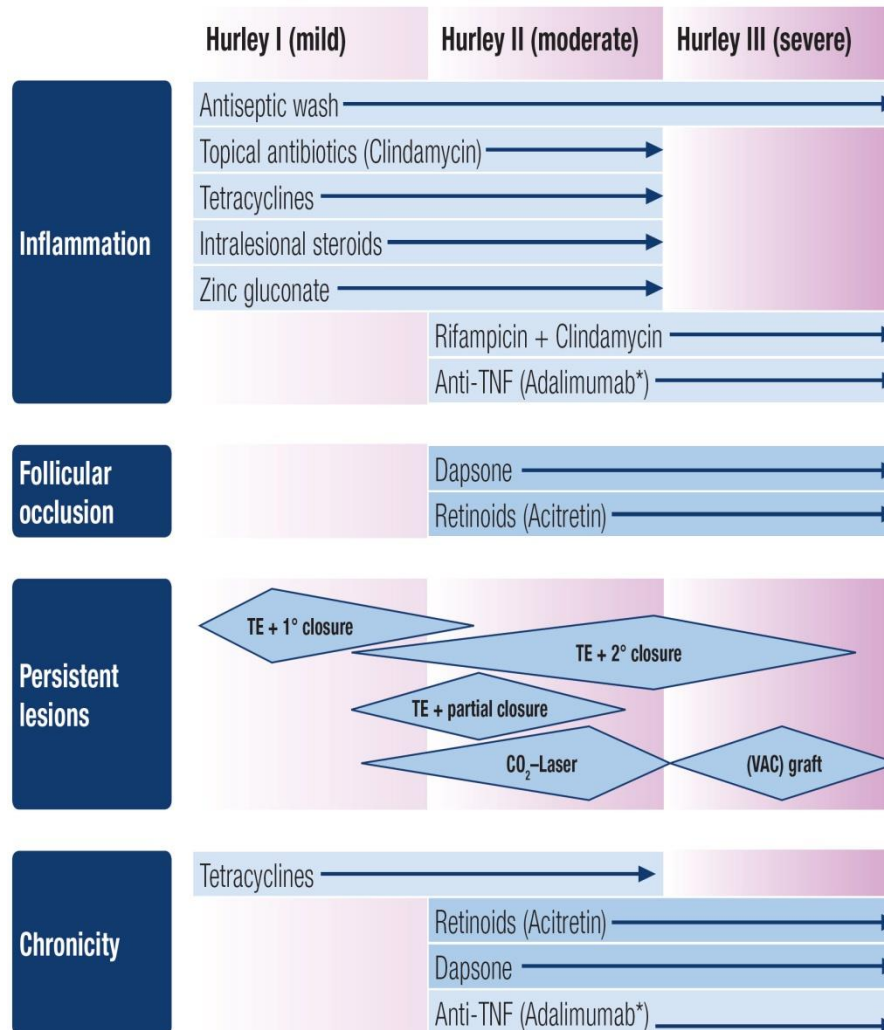 Hurley I (mild)
Hurley II (moderate)
Hurley III (severe)
Inflammation
Antiseptic wash
Topical antibiotics (Clindamycin)
Tetracyclines
Intralesional steroids
Zinc gluconate
Rifampicin + Clindamycin
Anti-TNF (Adalimumab*)
Follicular
occlusion
Dapsone
Retinoids (Acitretin)
Persistent
lesions
TE + 1° closure
TE + 2° closure
TE + partial closure
CO₂–Laser
(VAC) graft
Chronicity
Tetracyclines
Retinoids (Acitretin)
Dapsone
Anti-TNF (Adalimumab*)